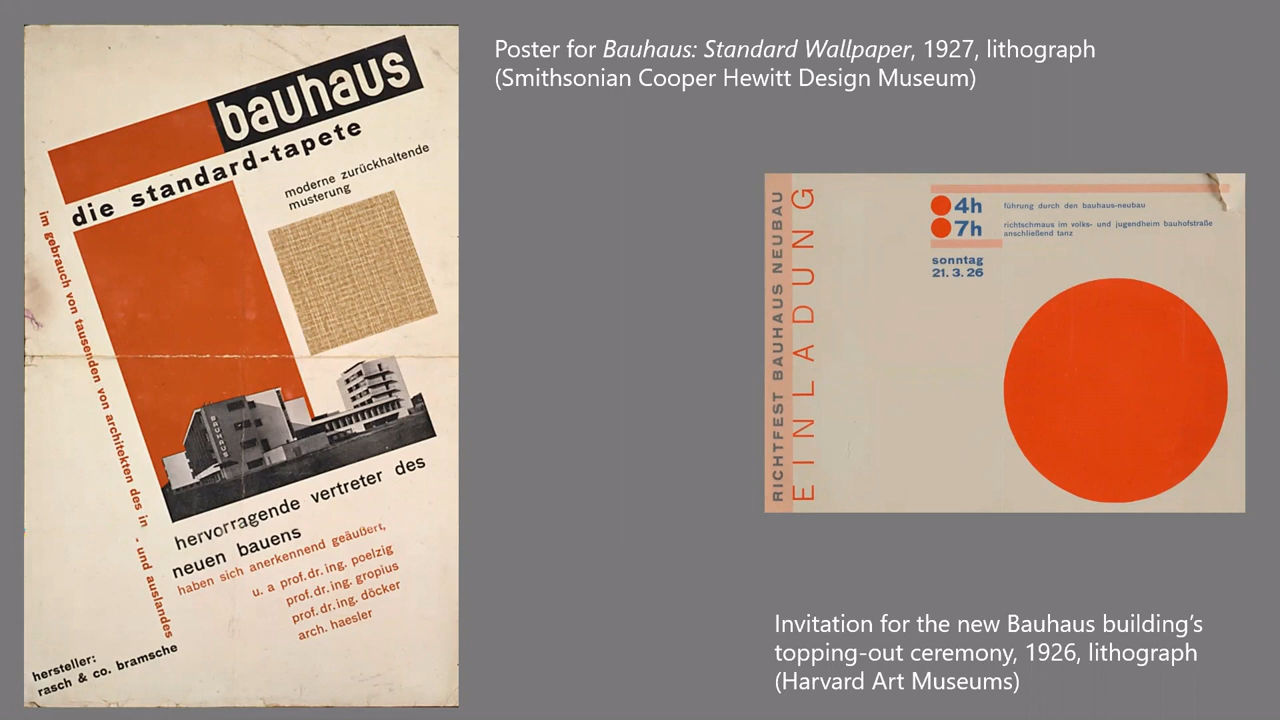 bauhaus
die standard-tapete
moderne zurückhaltende
musterung
im gebrauch von tausenden von architekten des in - und auslandes
BAUHAUS
hervorragende vertreter des
neuen bauens
haben sich anerkennend geäußert,
u. a prof. dr. ing. poelzig
prof. dr. ing. gropius
prof. dr. ing. döcker
arch. haesler
hersteller:
rasch & co. bramsche
Poster for Bauhaus: Standard Wallpaper, 1927, lithograph
(Smithsonian Cooper Hewitt Design Museum)
RICHTFEST BAUHAUS NEUBAU
EINLADUNG
4h
führung durch den bauhaus-neubau
7h
richtschmaus im volks- und jugendheim bauhofstraße
anschließend tanz
sonntag
21. 3. 26
Invitation for the new Bauhaus building’s
topping-out ceremony, 1926, lithograph
(Harvard Art Museums)